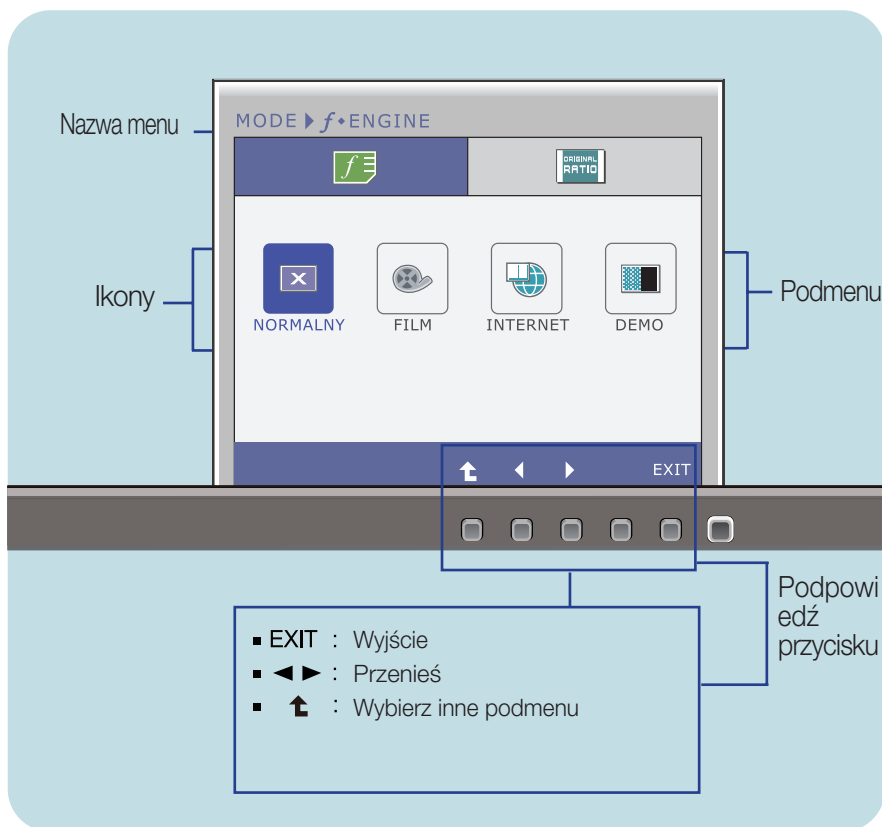 Nazwa menu
MODE ▶ f◆ENGINE
f
ORIGINAL
RATIO
Ikony
Podmenu
NORMALNY
FILM
INTERNET
DEMO
EXIT
Podpowi
edź
przycisku
▪ EXIT : Wyjście
▪ ◀ ▶ : Przenieś
▪ ⮤ : Wybierz inne podmenu